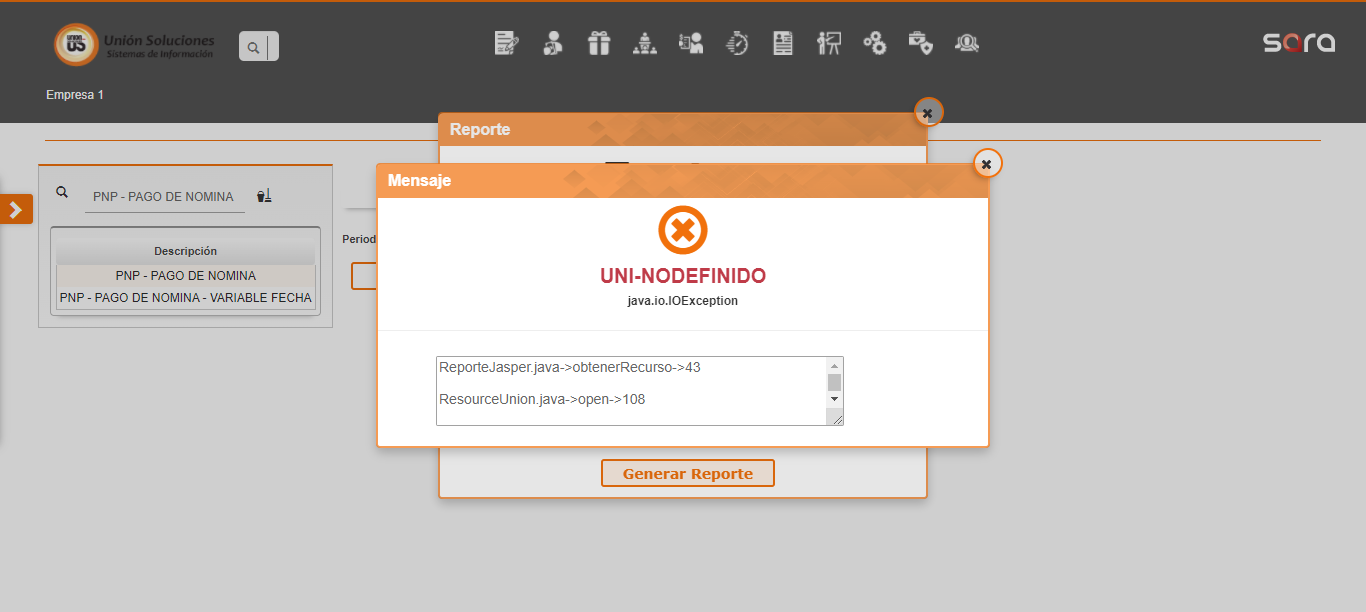 UNION
US
Unión Soluciones
Sistemas de Información
sara
Empresa 1
Reporte
Mensaje
PNP - PAGO DE NOMINA
Descripción
PNP - PAGO DE NOMINA
PNP - PAGO DE NOMINA - VARIABLE FECHA
Period
UNI-NODEFINIDO
java.io.IOException
ReporteJasper.java->obtenerRecurso->43
ResourceUnion.java->open->108
Generar Reporte